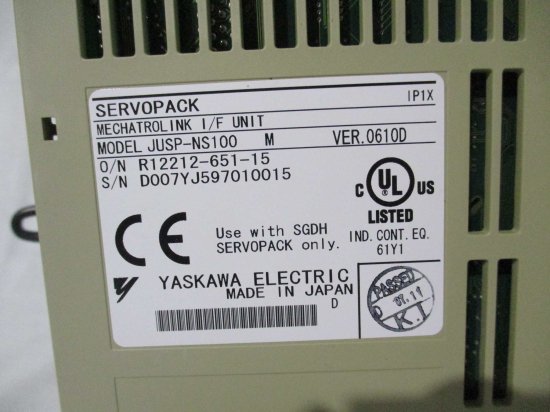 SERVOPACK IP1X
MECHATROLINK I/F UNIT
MODEL JUSP-NS100 M VER.0610D
O/N R12212-651-15
S/N D007YJ597010015
C UL US
LISTED
IND. CONT. EQ.
61Y1
CE
Use with SGDH
SERVOPACK only.
YASKAWA ELECTRIC
MADE IN JAPAN
D
PASSED
K.I